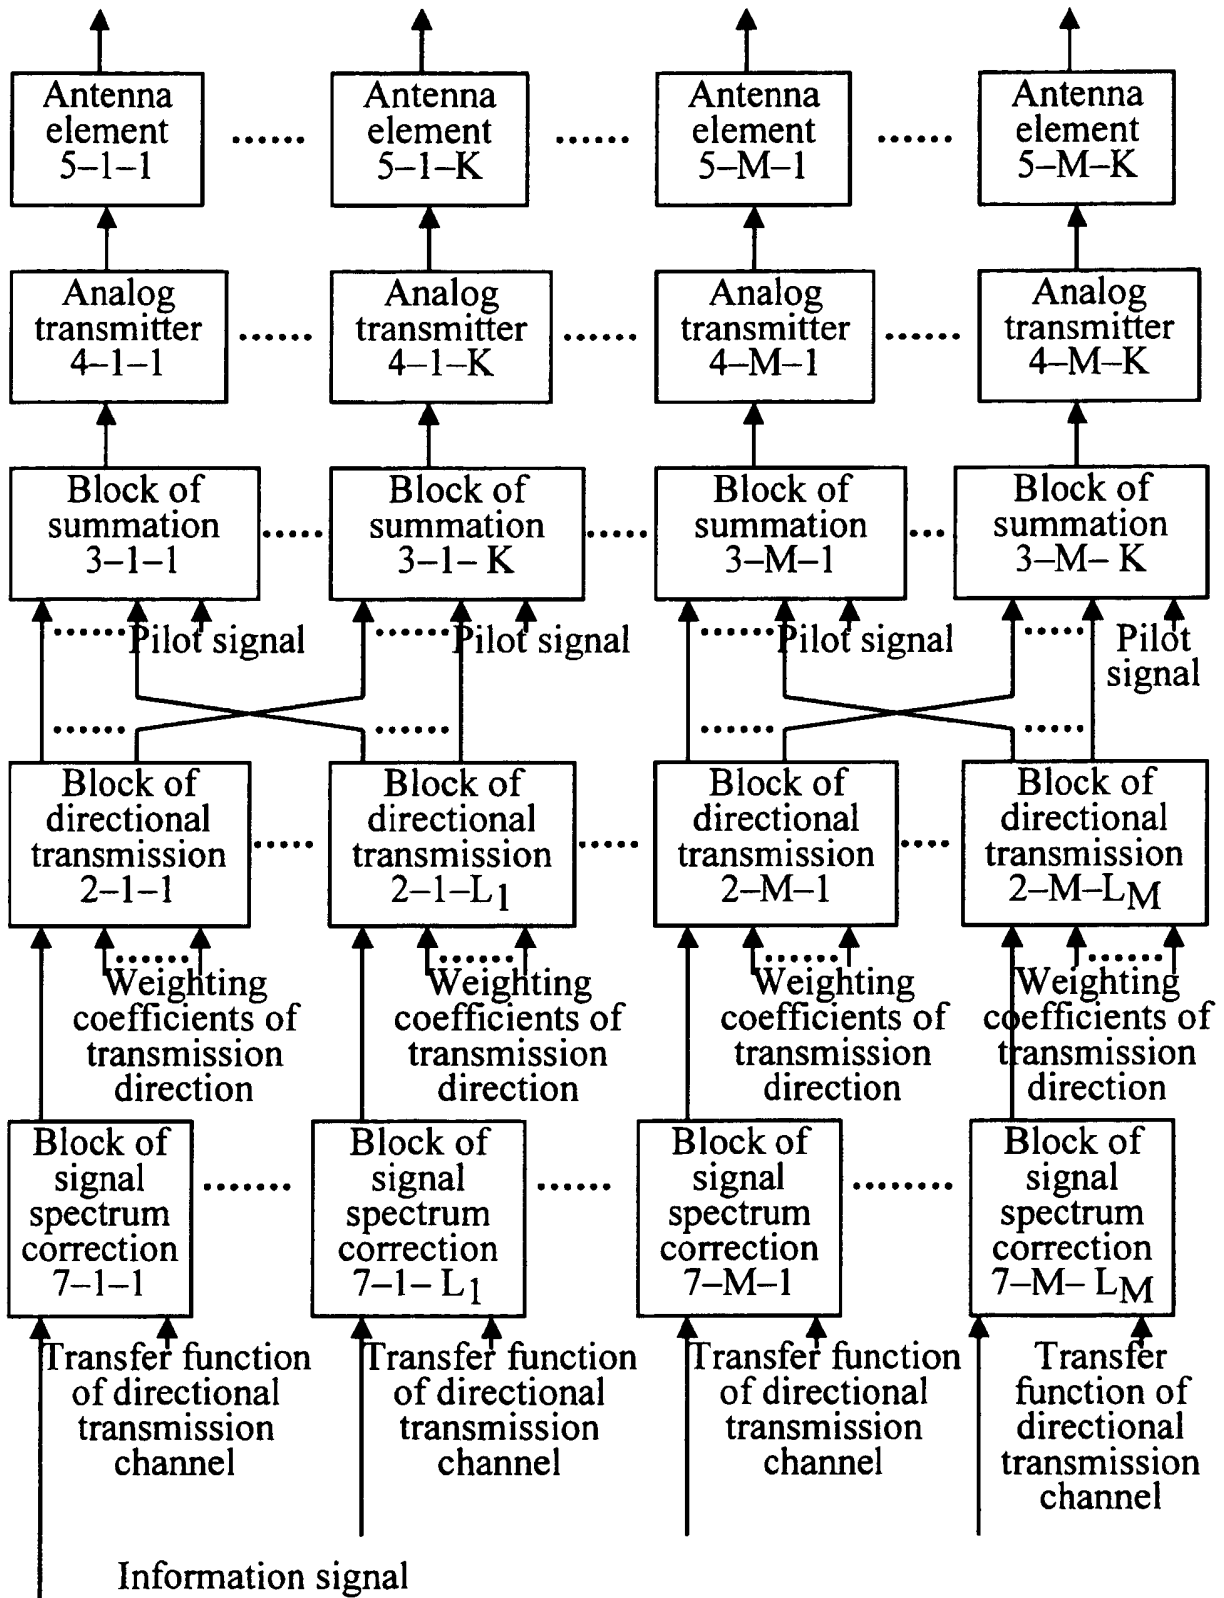 Antenna
element
5–1–1
......
Antenna
element
5–1–K
......
Antenna
element
5–M–1
......
Antenna
element
5–M–K
Analog
transmitter
4–1–1
......
Analog
transmitter
4–1–K
......
Analog
transmitter
4–M–1
......
Analog
transmitter
4–M–K
Block of
summation
3–1–1
.....
Block of
summation
3–1– K
.....
Block of
summation
3–M–1
...
Block of
summation
3–M– K
Pilot signal
Pilot signal
Pilot signal
Pilot
signal
Block of
directional
transmission
2–1–1
.....
Block of
directional
transmission
2–1–L1
.....
Block of
directional
transmission
2–M–1
....
Block of
directional
transmission
2–M–LM
Weighting
coefficients of
transmission
direction
Weighting
coefficients of
transmission
direction
Weighting
coefficients of
transmission
direction
Weighting
coefficients of
transmission
direction
Block of
signal
spectrum
correction
7–1–1
.......
Block of
signal
spectrum
correction
7–1– L1
......
Block of
signal
spectrum
correction
7–M–1
........
Block of
signal
spectrum
correction
7–M– LM
Transfer function
of directional
transmission
channel
Transfer function
of directional
transmission
channel
Transfer function
of directional
transmission
channel
Transfer
function of
directional
transmission
channel
Information signal